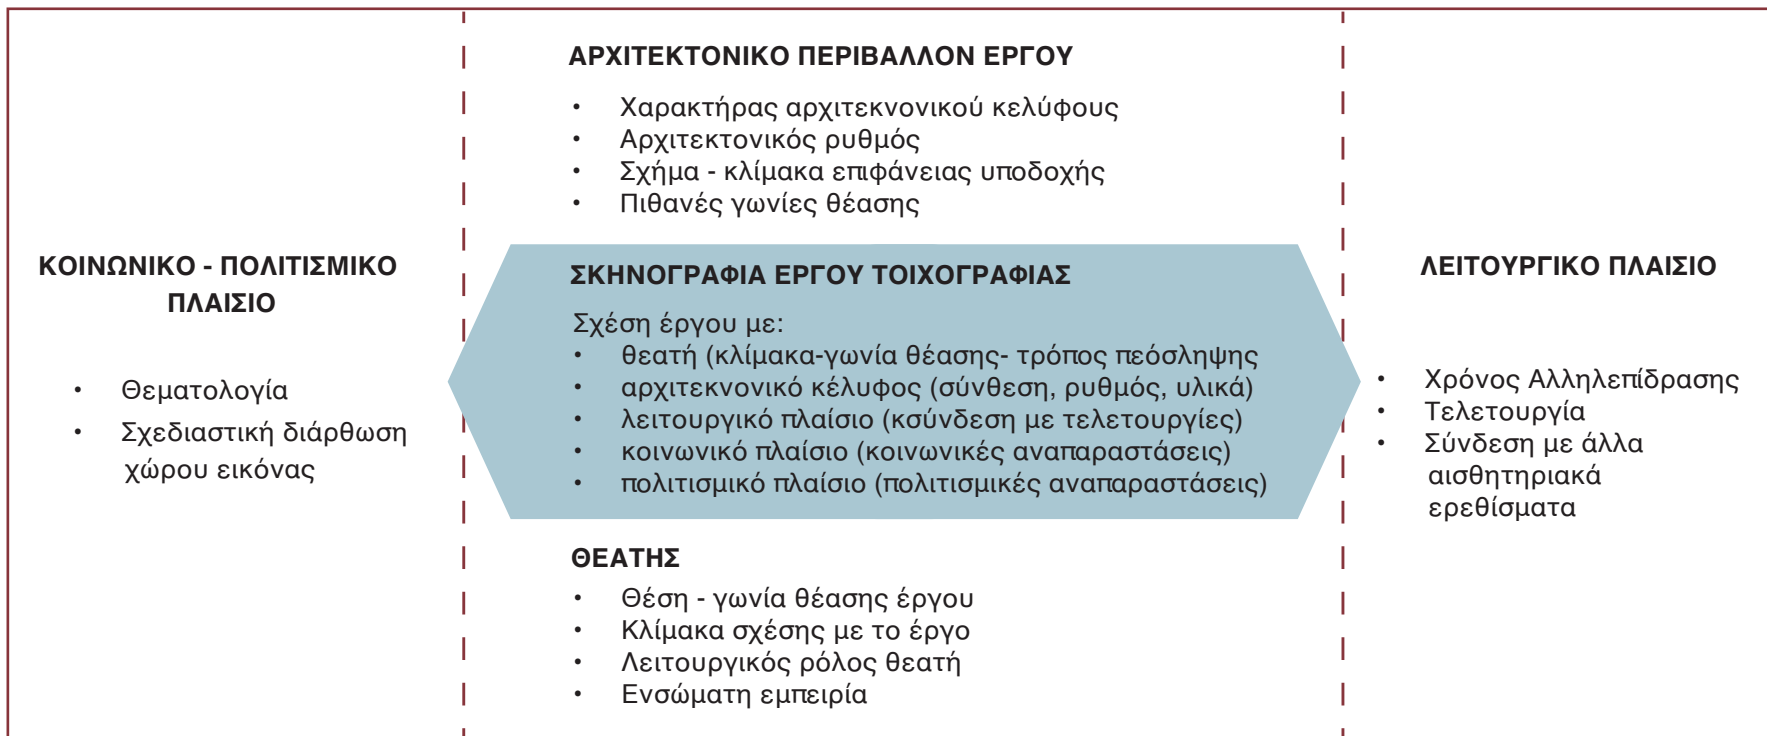 ΚΟΙΝΩΝΙΚΟ - ΠΟΛΙΤΙΣΜΙΚΟ
ΠΛΑΙΣΙΟ
• Θεματολογία
• Σχεδιαστική διάρθωση
χώρου εικόνας
ΑΡΧΙΤΕΚΤΟΝΙΚΟ ΠΕΡΙΒΑΛΛΟΝ ΕΡΓΟΥ
• Χαρακτήρας αρχιτεκνονικού κελύφους
• Αρχιτεκτονικός ρυθμός
• Σχήμα - κλίμακα επιφάνειας υποδοχής
• Πιθανές γωνίες θέασης
ΣΚΗΝΟΓΡΑΦΙΑ ΕΡΓΟΥ ΤΟΙΧΟΓΡΑΦΙΑΣ
Σχέση έργου με:
• θεατή (κλίμακα-γωνία θέασης- τρόπος πεόσληψης
• αρχιτεκνονικό κέλυφος (σύνθεση, ρυθμός, υλικά)
• λειτουργικό πλαίσιο (κσύνδεση με τελετουργίες)
• κοινωνικό πλαίσιο (κοινωνικές αναπαραστάσεις)
• πολιτισμικό πλαίσιο (πολιτισμικές αναπαραστάσεις)
ΘΕΑΤΗΣ
• Θέση - γωνία θέασης έργου
• Κλίμακα σχέσης με το έργο
• Λειτουργικός ρόλος θεατή
• Ενσώματη εμπειρία
ΛΕΙΤΟΥΡΓΙΚΟ ΠΛΑΙΣΙΟ
• Χρόνος Αλληλεπίδρασης
• Τελετουργία
• Σύνδεση με άλλα
αισθητηριακά
ερεθίσματα